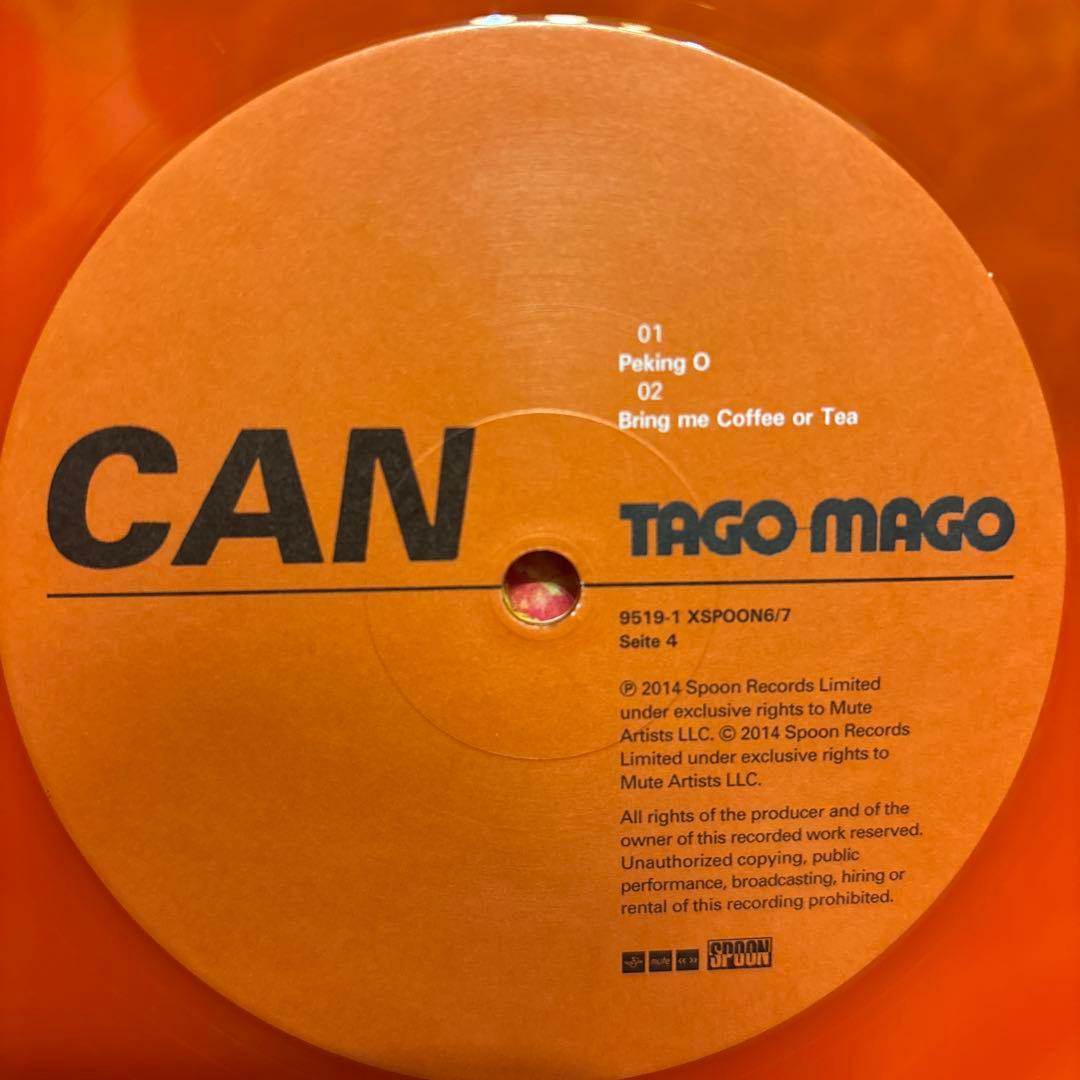 01
Peking O
02
Bring me Coffee or Tea
CAN
TAGO MAGO
9519-1 XSPOON6/7
Seite 4
℗ 2014 Spoon Records Limited
under exclusive rights to Mute
Artists LLC. © 2014 Spoon Records
Limited under exclusive rights to
Mute Artists LLC.
All rights of the producer and of the
owner of this recorded work reserved.
Unauthorized copying, public
performance, broadcasting, hiring or
rental of this recording prohibited.
mute SPOON